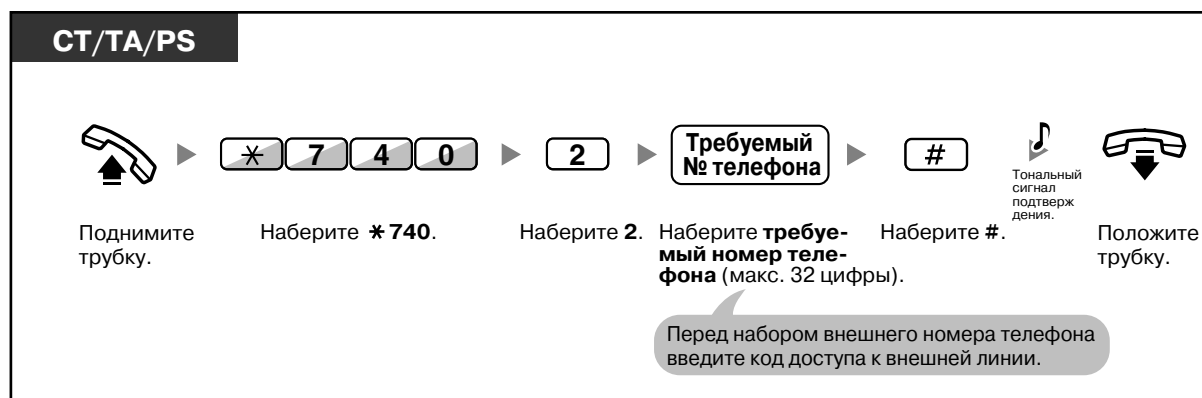 CT/TA/PS
✳ 7 4 0
2
Требуемый
№ телефона
#
Тональный
сигнал
подтверж
дения.
Поднимите
трубку.
Наберите ✳ 740.
Наберите 2.
Наберите требуе-
мый номер теле-
фона (макс. 32 цифры).
Наберите #.
Положите
трубку.
Перед набором внешнего номера телефона
введите код доступа к внешней линии.